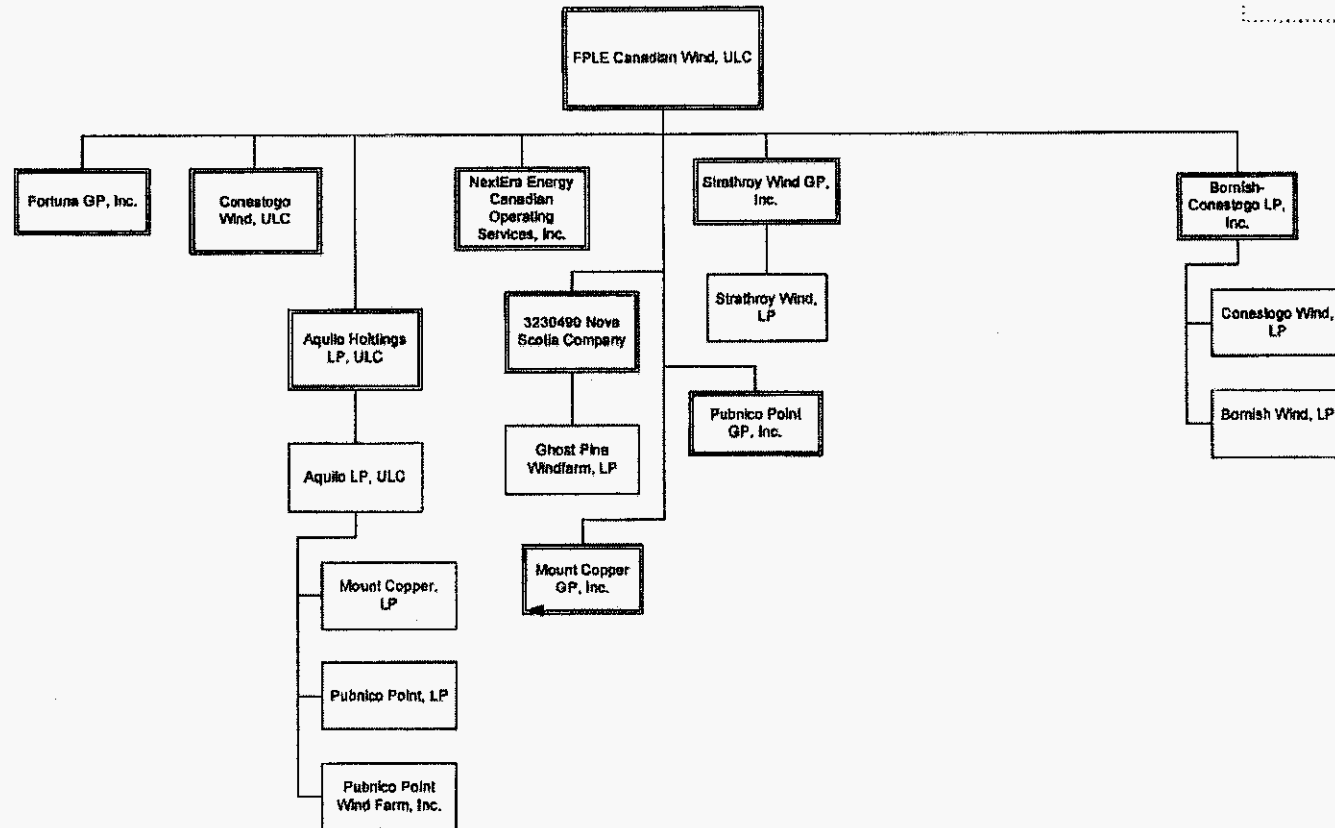 FPLE Canadian Wind, ULC
Fortuna GP, Inc.
Conestogo
Wind, ULC
NextEra Energy
Canadian
Operating
Services, Inc.
Strathroy Wind GP,
Inc.
Bornish-
Conestogo LP,
Inc.
Strathroy Wind,
LP
Conestogo Wind,
LP
Aquilo Holdings
LP, ULC
3230490 Nova
Scotia Company
Pubnico Point
GP, Inc.
Bornish Wind, LP
Ghost Pine
Windfarm, LP
Aquilo LP, ULC
Mount Copper
GP, Inc.
Mount Copper,
LP
Pubnico Point, LP
Pubnico Point
Wind Farm, Inc.